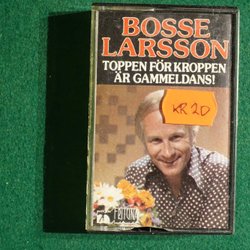 BOSSE
LARSSON
TOPPEN FÖR KROPPEN
ÄR GAMMELDANS!
KR 20